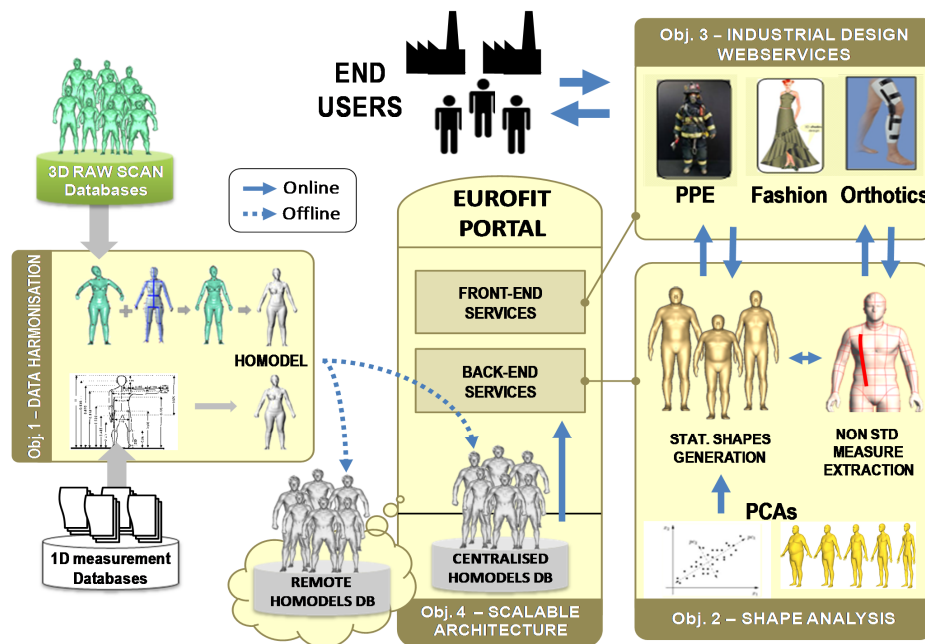 Obj. 3 – INDUSTRIAL DESIGN
WEBSERVICES
END
USERS
3D RAW SCAN
Databases
PPE
Fashion
Orthotics
Online
Offline
EUROFIT
PORTAL
Obj. 1 – DATA HARMONISATION
HOMODEL
FRONT-END
SERVICES
BACK-END
SERVICES
STAT. SHAPES
GENERATION
NON STD
MEASURE
EXTRACTION
PCAs
1D measurement
Databases
REMOTE
HOMODELS DB
CENTRALISED
HOMODELS DB
Obj. 4 – SCALABLE
ARCHITECTURE
Obj. 2 – SHAPE ANALYSIS